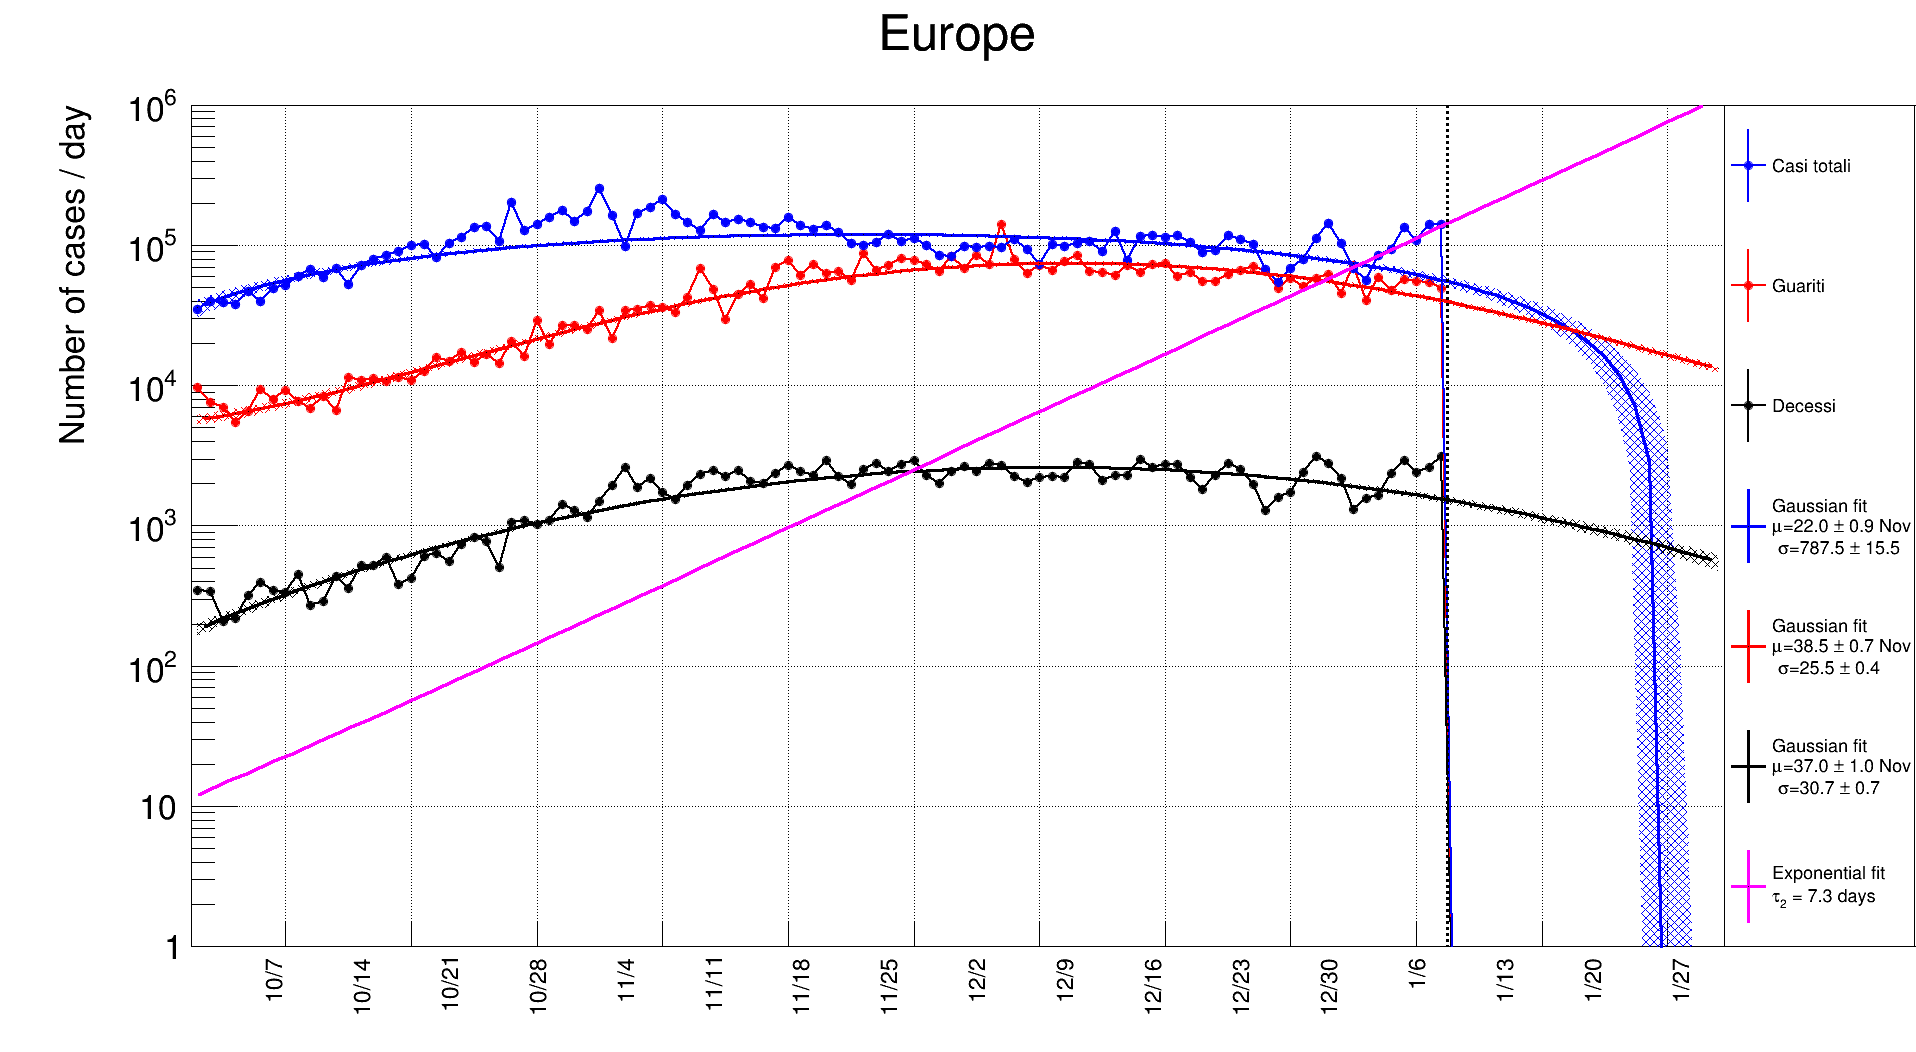 Europe
Number of cases / day
10^6
10^5
10^4
10^3
10^2
10
1
10/7
10/14
10/21
10/28
11/4
11/11
11/18
11/25
12/2
12/9
12/16
12/23
12/30
1/6
1/13
1/20
1/27
Casi totali
Guariti
Decessi
Gaussian fit
μ=22.0 ± 0.9 Nov
σ=787.5 ± 15.5
Gaussian fit
μ=38.5 ± 0.7 Nov
σ=25.5 ± 0.4
Gaussian fit
μ=37.0 ± 1.0 Nov
σ=30.7 ± 0.7
Exponential fit
τ₂ = 7.3 days